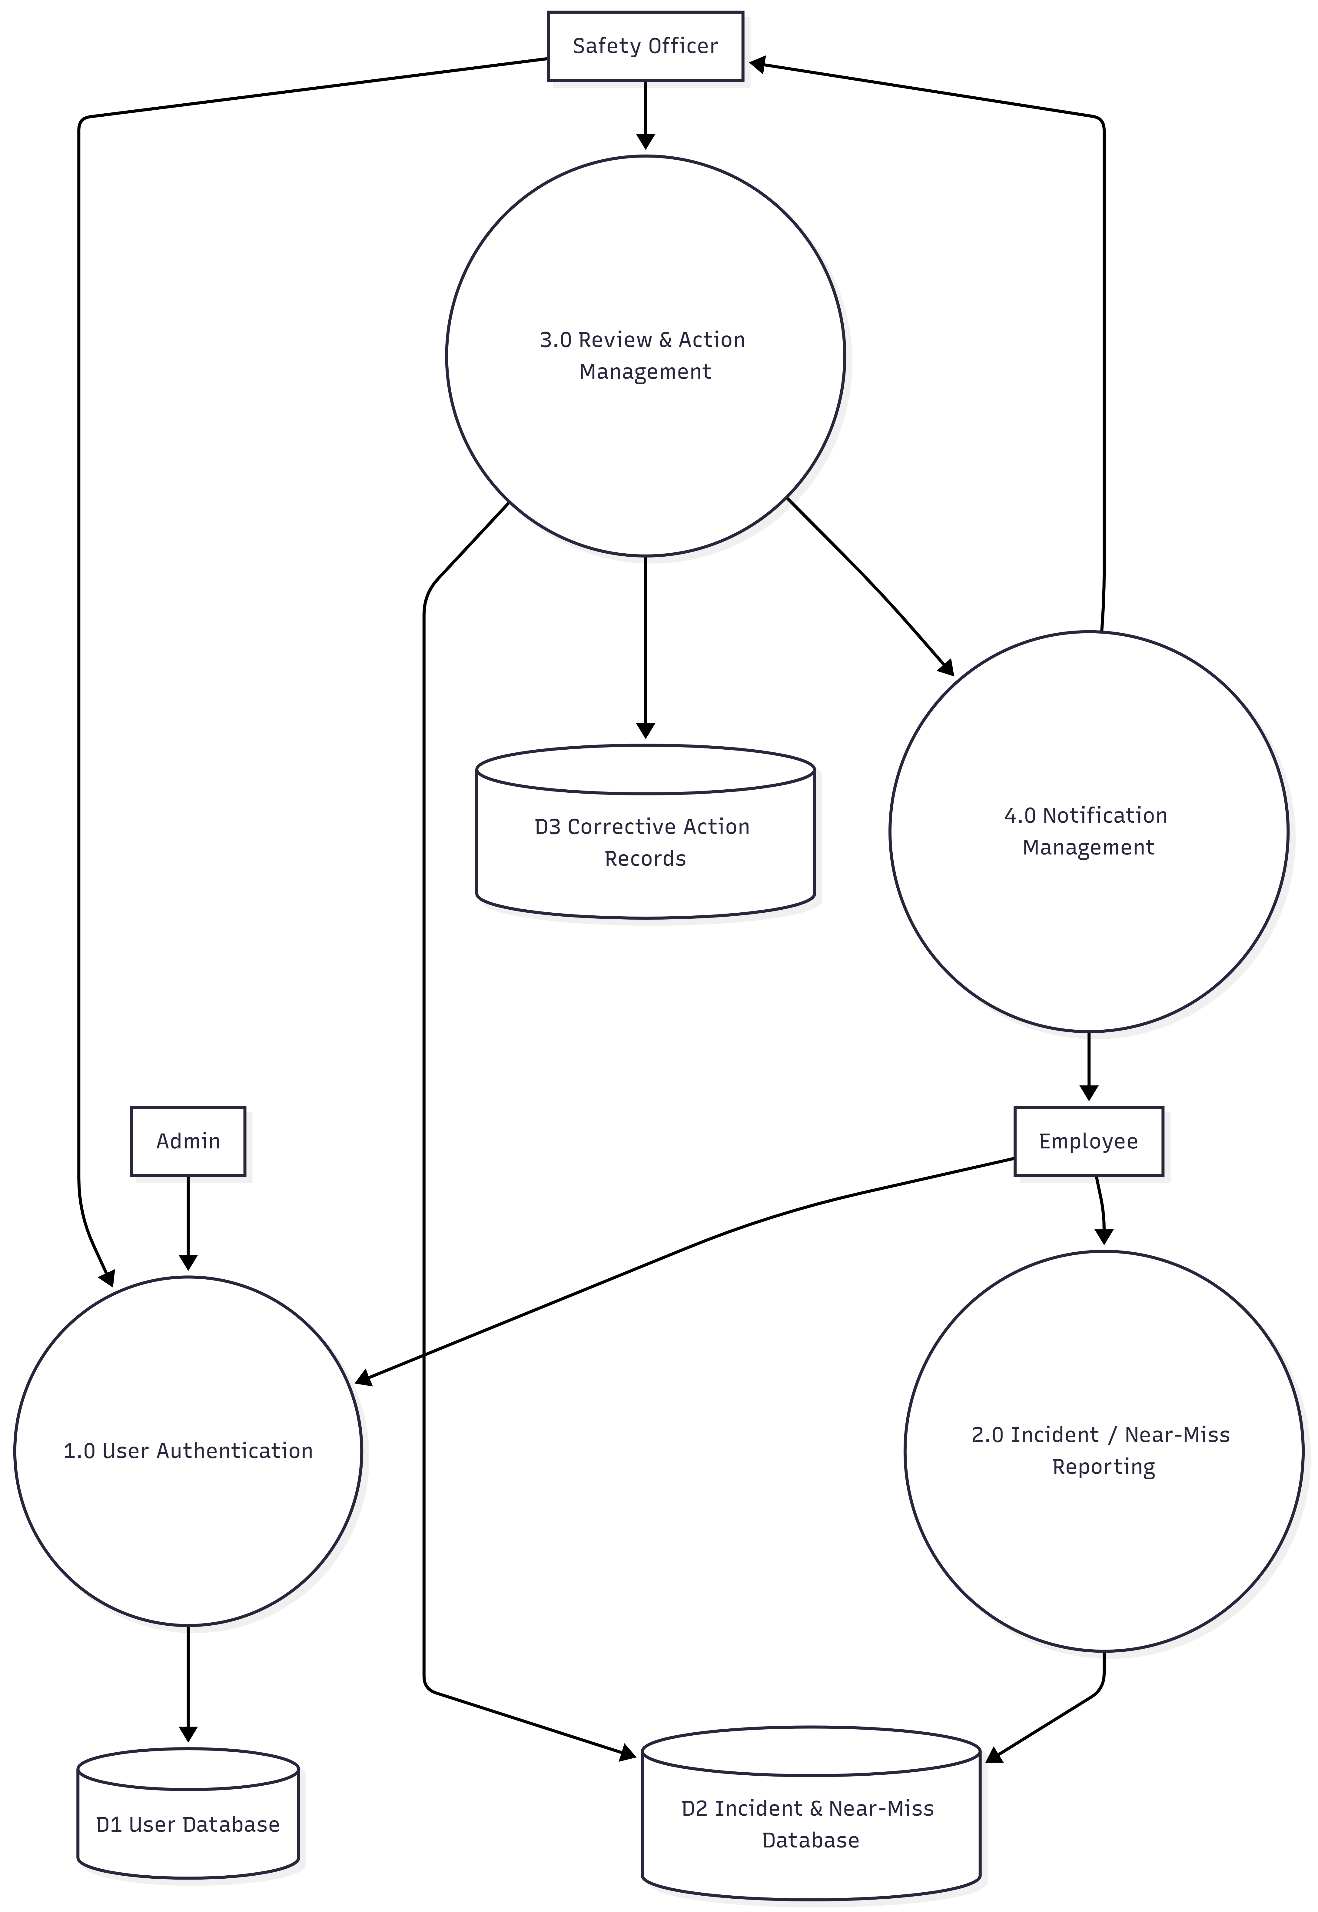 Safety Officer
3.0 Review & Action
Management
D3 Corrective Action
Records
4.0 Notification
Management
Admin
Employee
1.0 User Authentication
2.0 Incident / Near-Miss
Reporting
D1 User Database
D2 Incident & Near-Miss
Database